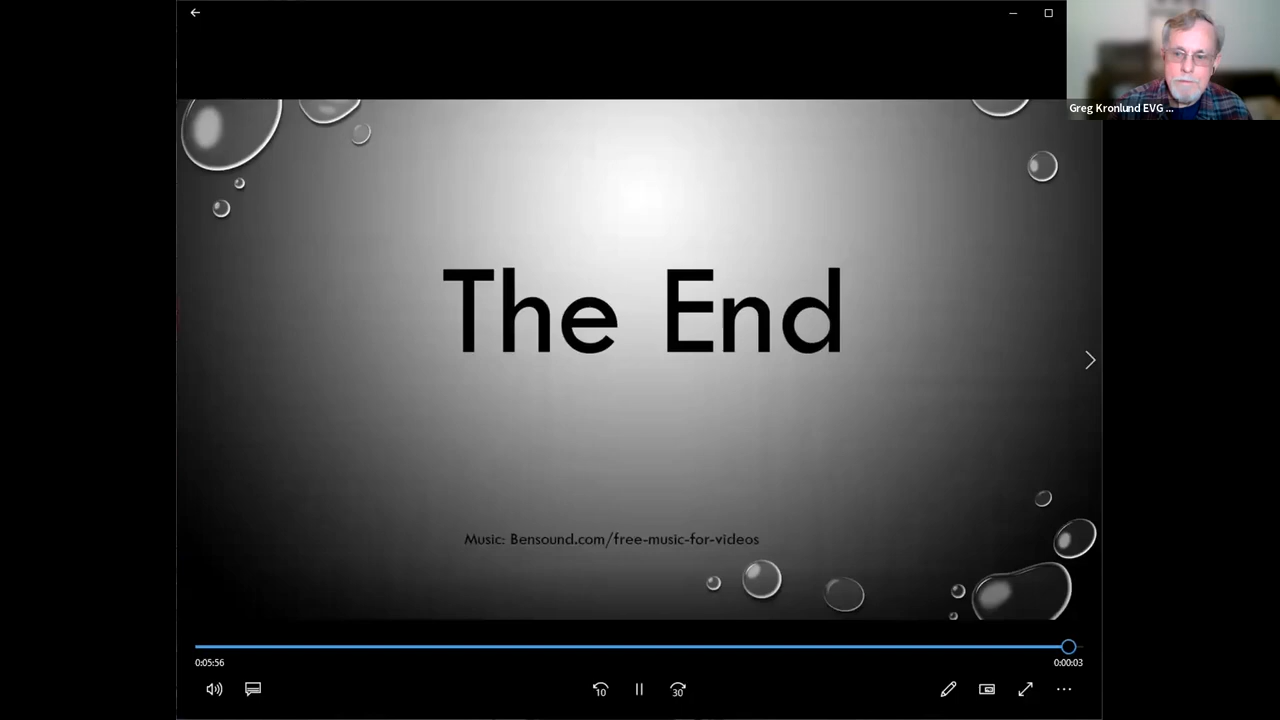 Greg Kronlund EVG ...
The End
Music: Bensound.com/free-music-for-videos
0:05:56
0:00:03
10
30